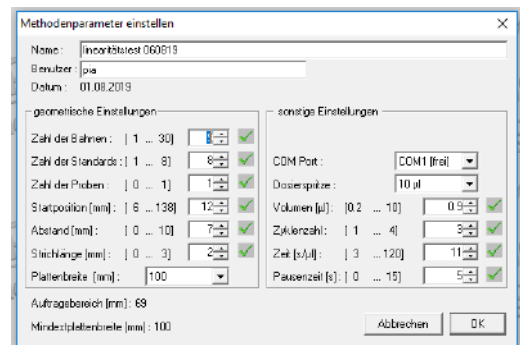 Methodenparameter einstellen
Name : linearitätstest 060819
Benutzer : pia
Datum : 01.08.2019
geometrische Einstellungen
Zahl der Bahnen : [ 1 ... 30]
Zahl der Standards : [ 1 ... 8] 8
Zahl der Proben : [ 0 ... 1] 1
Startposition [mm] : [ 6 ...138] 12
Abstand [mm] : [ 0 ... 10] 7
Strichlänge [mm] : [ 0 ... 3] 2
Plattenbreite [mm] : 100
sonstige Einstellungen
COM Port : COM1 (frei)
Dosierspritze : 10 µl
Volumen [µl] : [0.2 ... 10] 0.9
Zyklenzahl : [ 1 ... 4] 3
Zeit [s/µl] : [ 3 ... 120] 11
Pausenzeit [s] : [ 0 ... 15] 5
Auftragebereich [mm] : 69
Mindestplattenbreite [mm] : 100
Abbrechen
OK